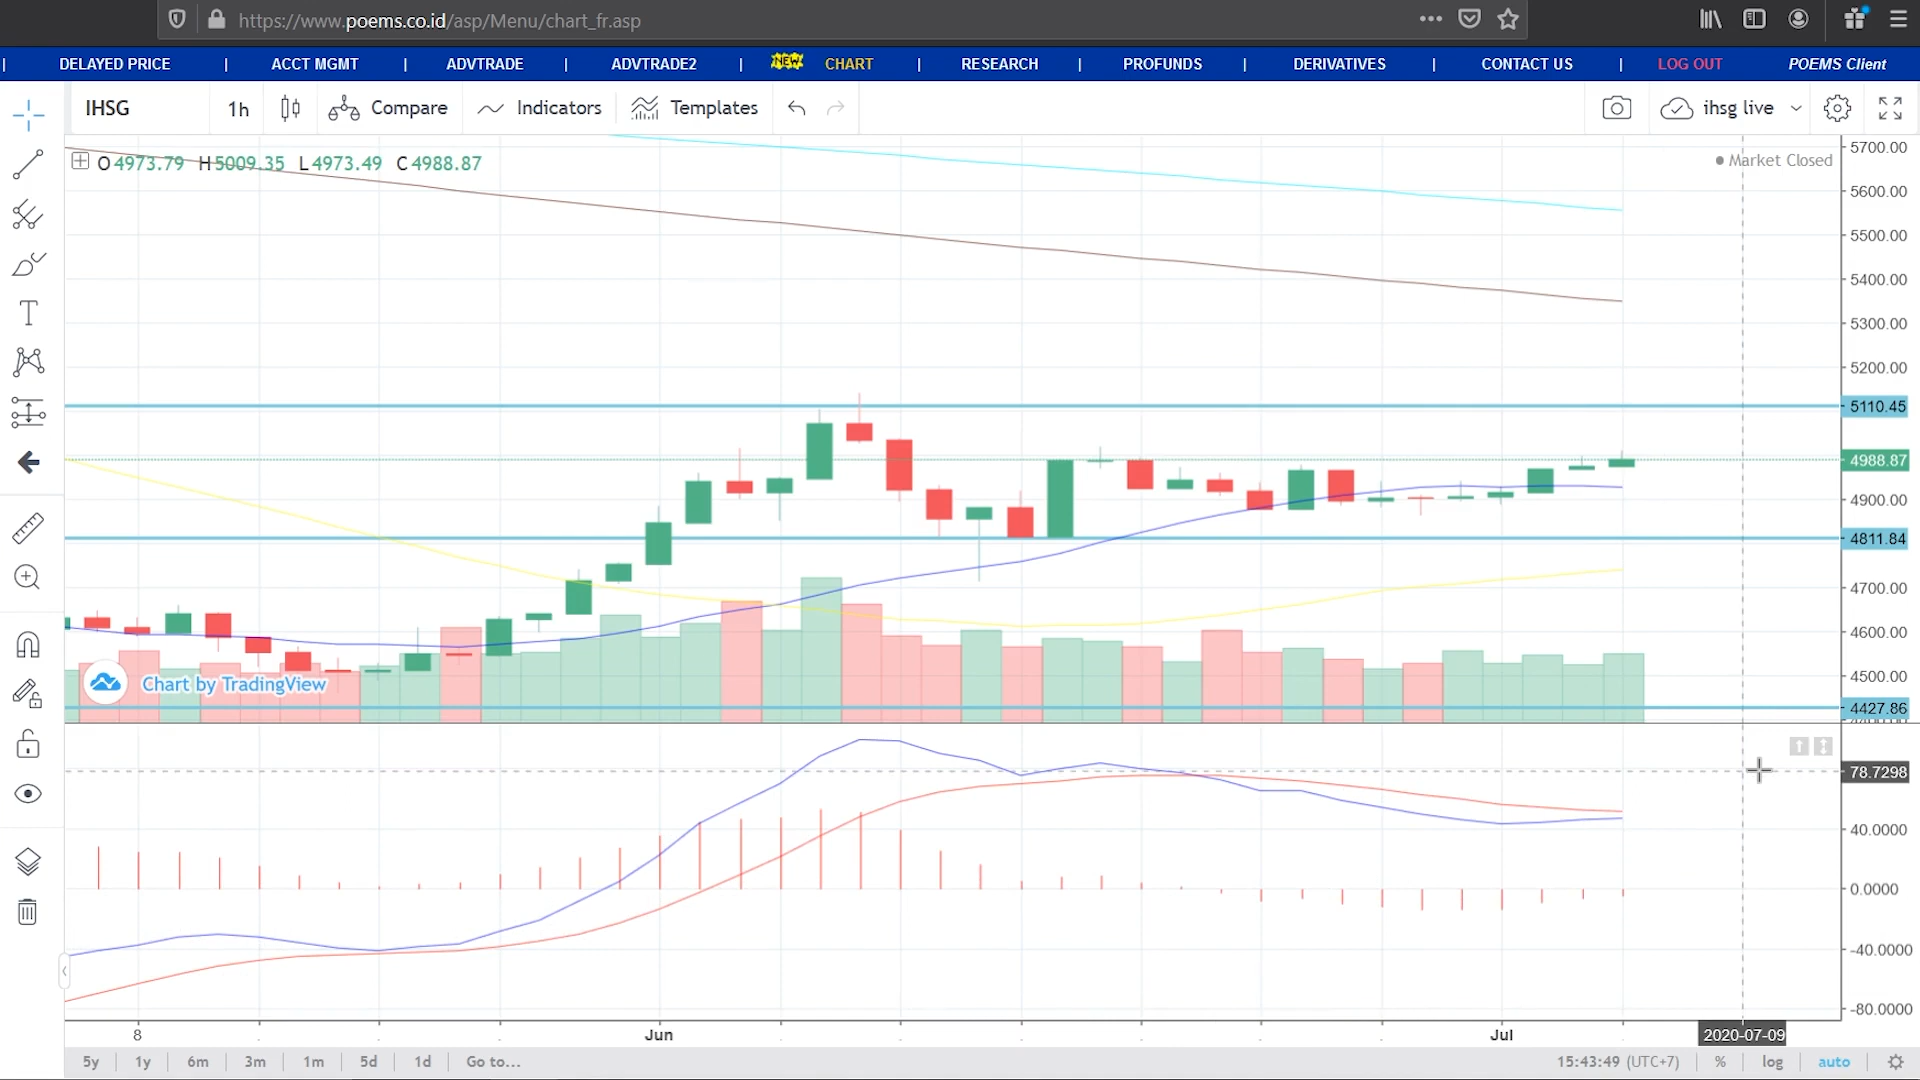 https://www.poems.co.id/asp/Menu/chart_fr.asp
| DELAYED PRICE | ACCT MGMT | ADVTRADE | ADVTRADE2 | NEW CHART | RESEARCH | PROFUNDS | DERIVATIVES | CONTACT US | LOG OUT POEMS Client
IHSG 1h Compare Indicators Templates ihsg live
O 4973.79 H 5009.35 L 4973.49 C 4988.87
Market Closed
5700.00
5600.00
5500.00
5400.00
5300.00
5200.00
5110.45
4988.87
4900.00
4811.84
4700.00
4600.00
4500.00
Chart by TradingView
4427.86
78.7298
40.0000
0.0000
-40.0000
-80.0000
8 Jun Jul 2020-07-09
5y 1y 6m 3m 1m 5d 1d Go to... 15:43:49 (UTC+7) % log auto